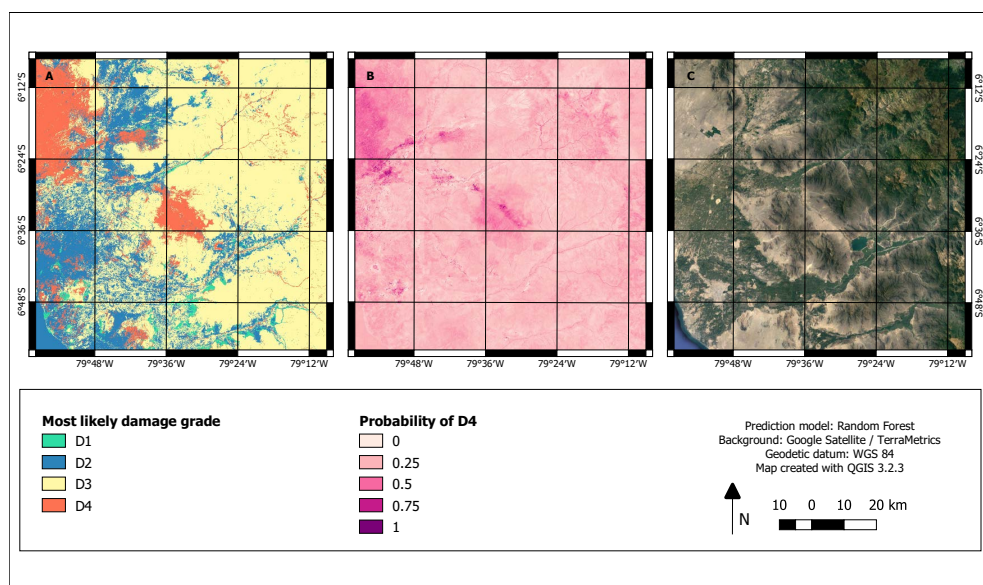 A
B
C
6°12'S
6°24'S
6°36'S
6°48'S
6°12'S
6°24'S
6°36'S
6°48'S
79°48'W 79°36'W 79°24'W 79°12'W
79°48'W 79°36'W 79°24'W 79°12'W
79°48'W 79°36'W 79°24'W 79°12'W
Most likely damage grade
D1
D2
D3
D4
Probability of D4
0
0.25
0.5
0.75
1
Prediction model: Random Forest
Background: Google Satellite / TerraMetrics
Geodetic datum: WGS 84
Map created with QGIS 3.2.3
N
10 0 10 20 km